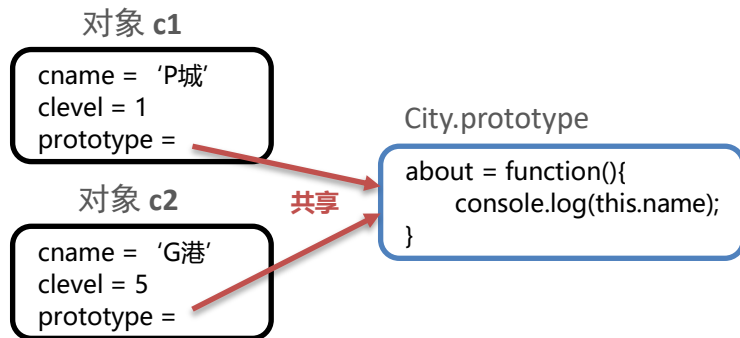 对象 c1
cname = ‘P城’
clevel = 1
prototype =
对象 c2
cname = ‘G港’
clevel = 5
prototype =
共享
City.prototype
about = function(){
console.log(this.name);
}